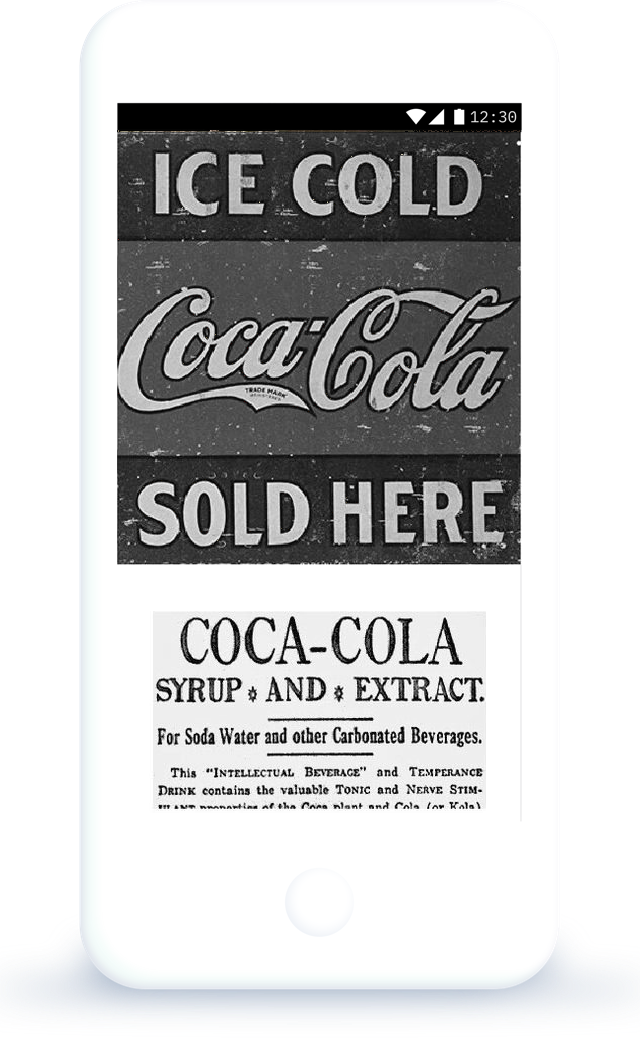 12:30
ICE COLD
Coca-Cola
TRADE MARK
SOLD HERE
COCA-COLA
SYRUP AND EXTRACT.
For Soda Water and other Carbonated Beverages.
This "INTELLECTUAL BEVERAGE" and TEMPERANCE
DRINK contains the valuable TONIC and NERVE STIM-
ULANT properties of the Coca plant and Cola (or Kola)